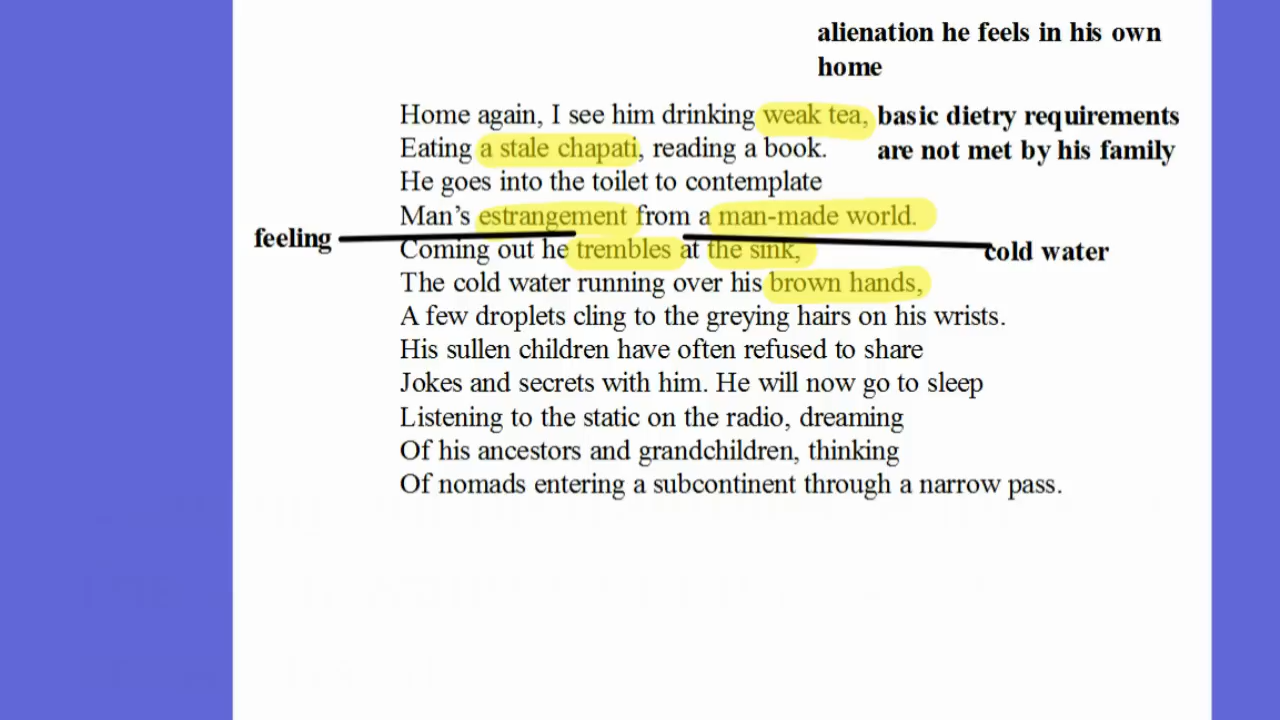 alienation he feels in his own
home
Home again, I see him drinking weak tea, basic dietry requirements
Eating a stale chapati, reading a book. are not met by his family
He goes into the toilet to contemplate
Man’s estrangement from a man-made world.
feeling
Coming out he trembles at the sink,
cold water
The cold water running over his brown hands,
A few droplets cling to the greying hairs on his wrists.
His sullen children have often refused to share
Jokes and secrets with him. He will now go to sleep
Listening to the static on the radio, dreaming
Of his ancestors and grandchildren, thinking
Of nomads entering a subcontinent through a narrow pass.